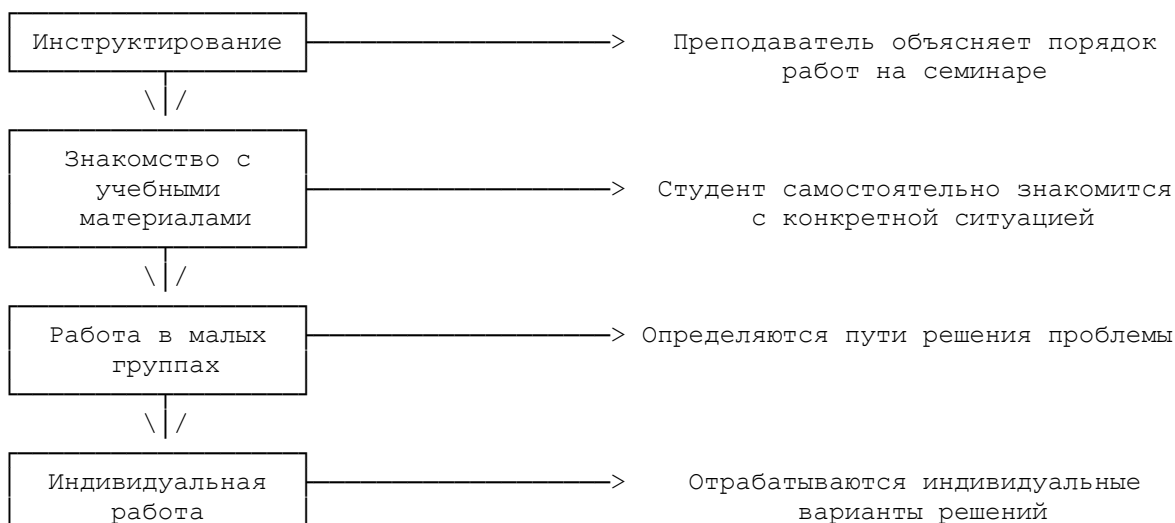 Инструктирование
Преподаватель объясняет порядок
работ на семинаре
Знакомство с
учебными
материалами
Студент самостоятельно знакомится
с конкретной ситуацией
Работа в малых
группах
Определяются пути решения проблемы
Индивидуальная
работа
Отрабатываются индивидуальные
варианты решений